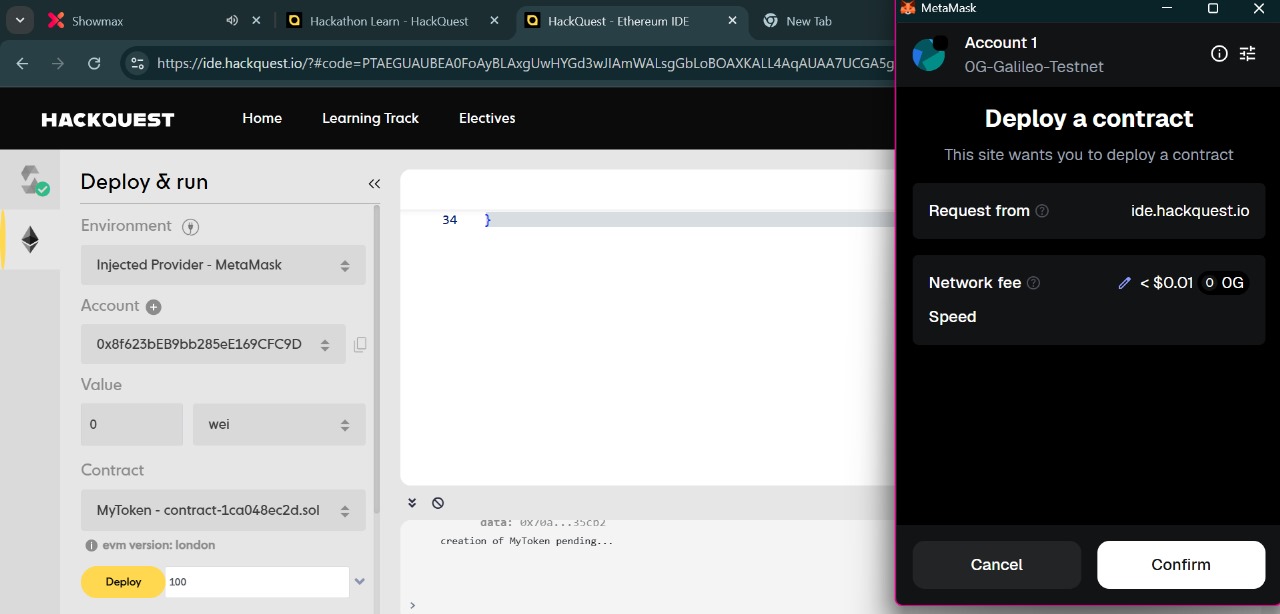 Showmax
Hackathon Learn - HackQuest
HackQuest - Ethereum IDE
New Tab
https://ide.hackquest.io/?#code=PTAEGUAUBEA0FoAyBLAxgUwHYGd3wJIAmWALsgGbLoBOAXKALL4AqAUAA7UCGA5g
HACKQUEST
Home
Learning Track
Electives
Deploy & run
Environment
Injected Provider - MetaMask
Account
0x8f623bEB9bb285eE169CFC9D
Value
0
wei
Contract
MyToken - contract-1ca048ec2d.sol
evm version: london
Deploy
100
34 }
data: 0x70a...35cb2
creation of MyToken pending...
>
MetaMask
Account 1
0G-Galileo-Testnet
Deploy a contract
This site wants you to deploy a contract
Request from
ide.hackquest.io
Network fee
< $0.01 0 0G
Speed
Cancel
Confirm